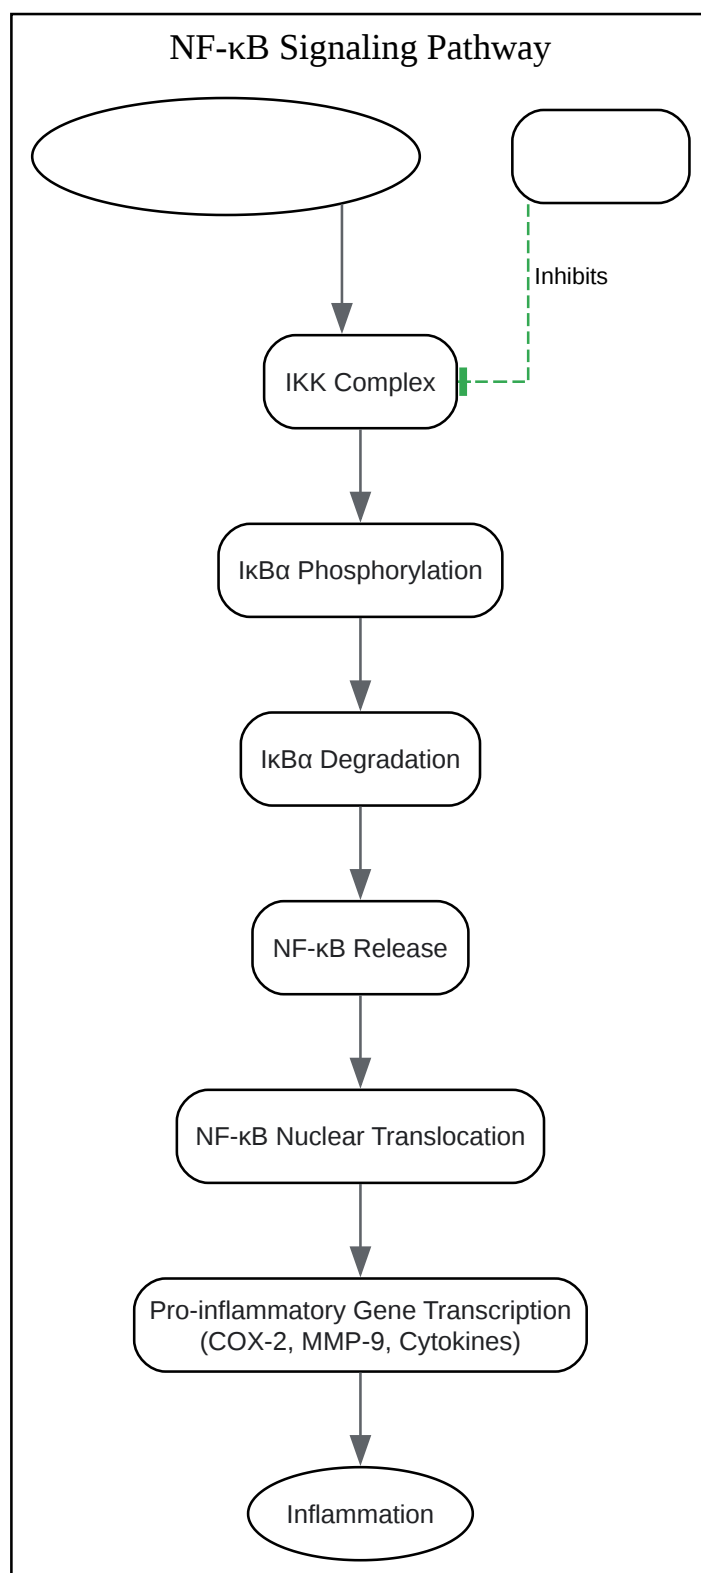 NF-κB Signaling Pathway
Inhibits
IKK Complex
IκBα Phosphorylation
IκBα Degradation
NF-κB Release
NF-κB Nuclear Translocation
Pro-inflammatory Gene Transcription
(COX-2, MMP-9, Cytokines)
Inflammation